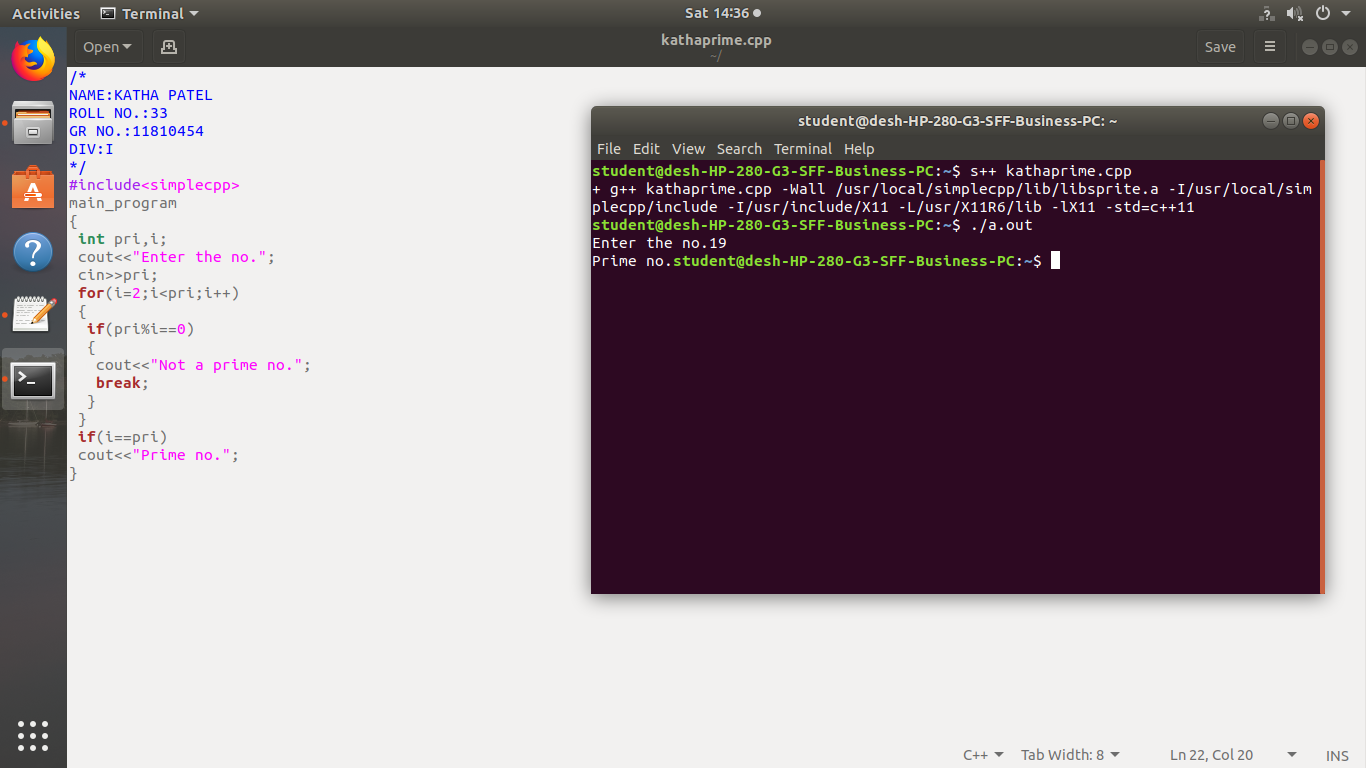 Activities Terminal Sat 14:36
Open kathaprime.cpp Save
~/
/*
NAME:KATHA PATEL
ROLL NO.:33
GR NO.:11810454
DIV:I
*/
#include<simplecpp>
main_program
{
int pri,i;
cout<<"Enter the no.";
cin>>pri;
for(i=2;i<pri;i++)
{
if(pri%i==0)
{
cout<<"Not a prime no.";
break;
}
}
if(i==pri)
cout<<"Prime no.";
}
student@desh-HP-280-G3-SFF-Business-PC: ~
File Edit View Search Terminal Help
student@desh-HP-280-G3-SFF-Business-PC:~$ s++ kathaprime.cpp
+ g++ kathaprime.cpp -Wall /usr/local/simplecpp/lib/libsprite.a -I/usr/local/sim
plecpp/include -I/usr/include/X11 -L/usr/X11R6/lib -lX11 -std=c++11
student@desh-HP-280-G3-SFF-Business-PC:~$ ./a.out
Enter the no.19
Prime no.student@desh-HP-280-G3-SFF-Business-PC:~$
C++ Tab Width: 8 Ln 22, Col 20 INS